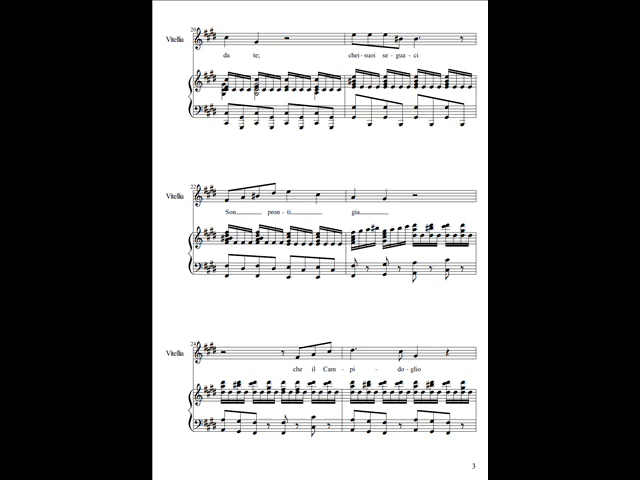 20
Vitellia
da te; che i suoi se - gua - ci
22
Vitellia
Son pron - ti gia
24
Vitellia
che il Cam - pi - do - glio
3